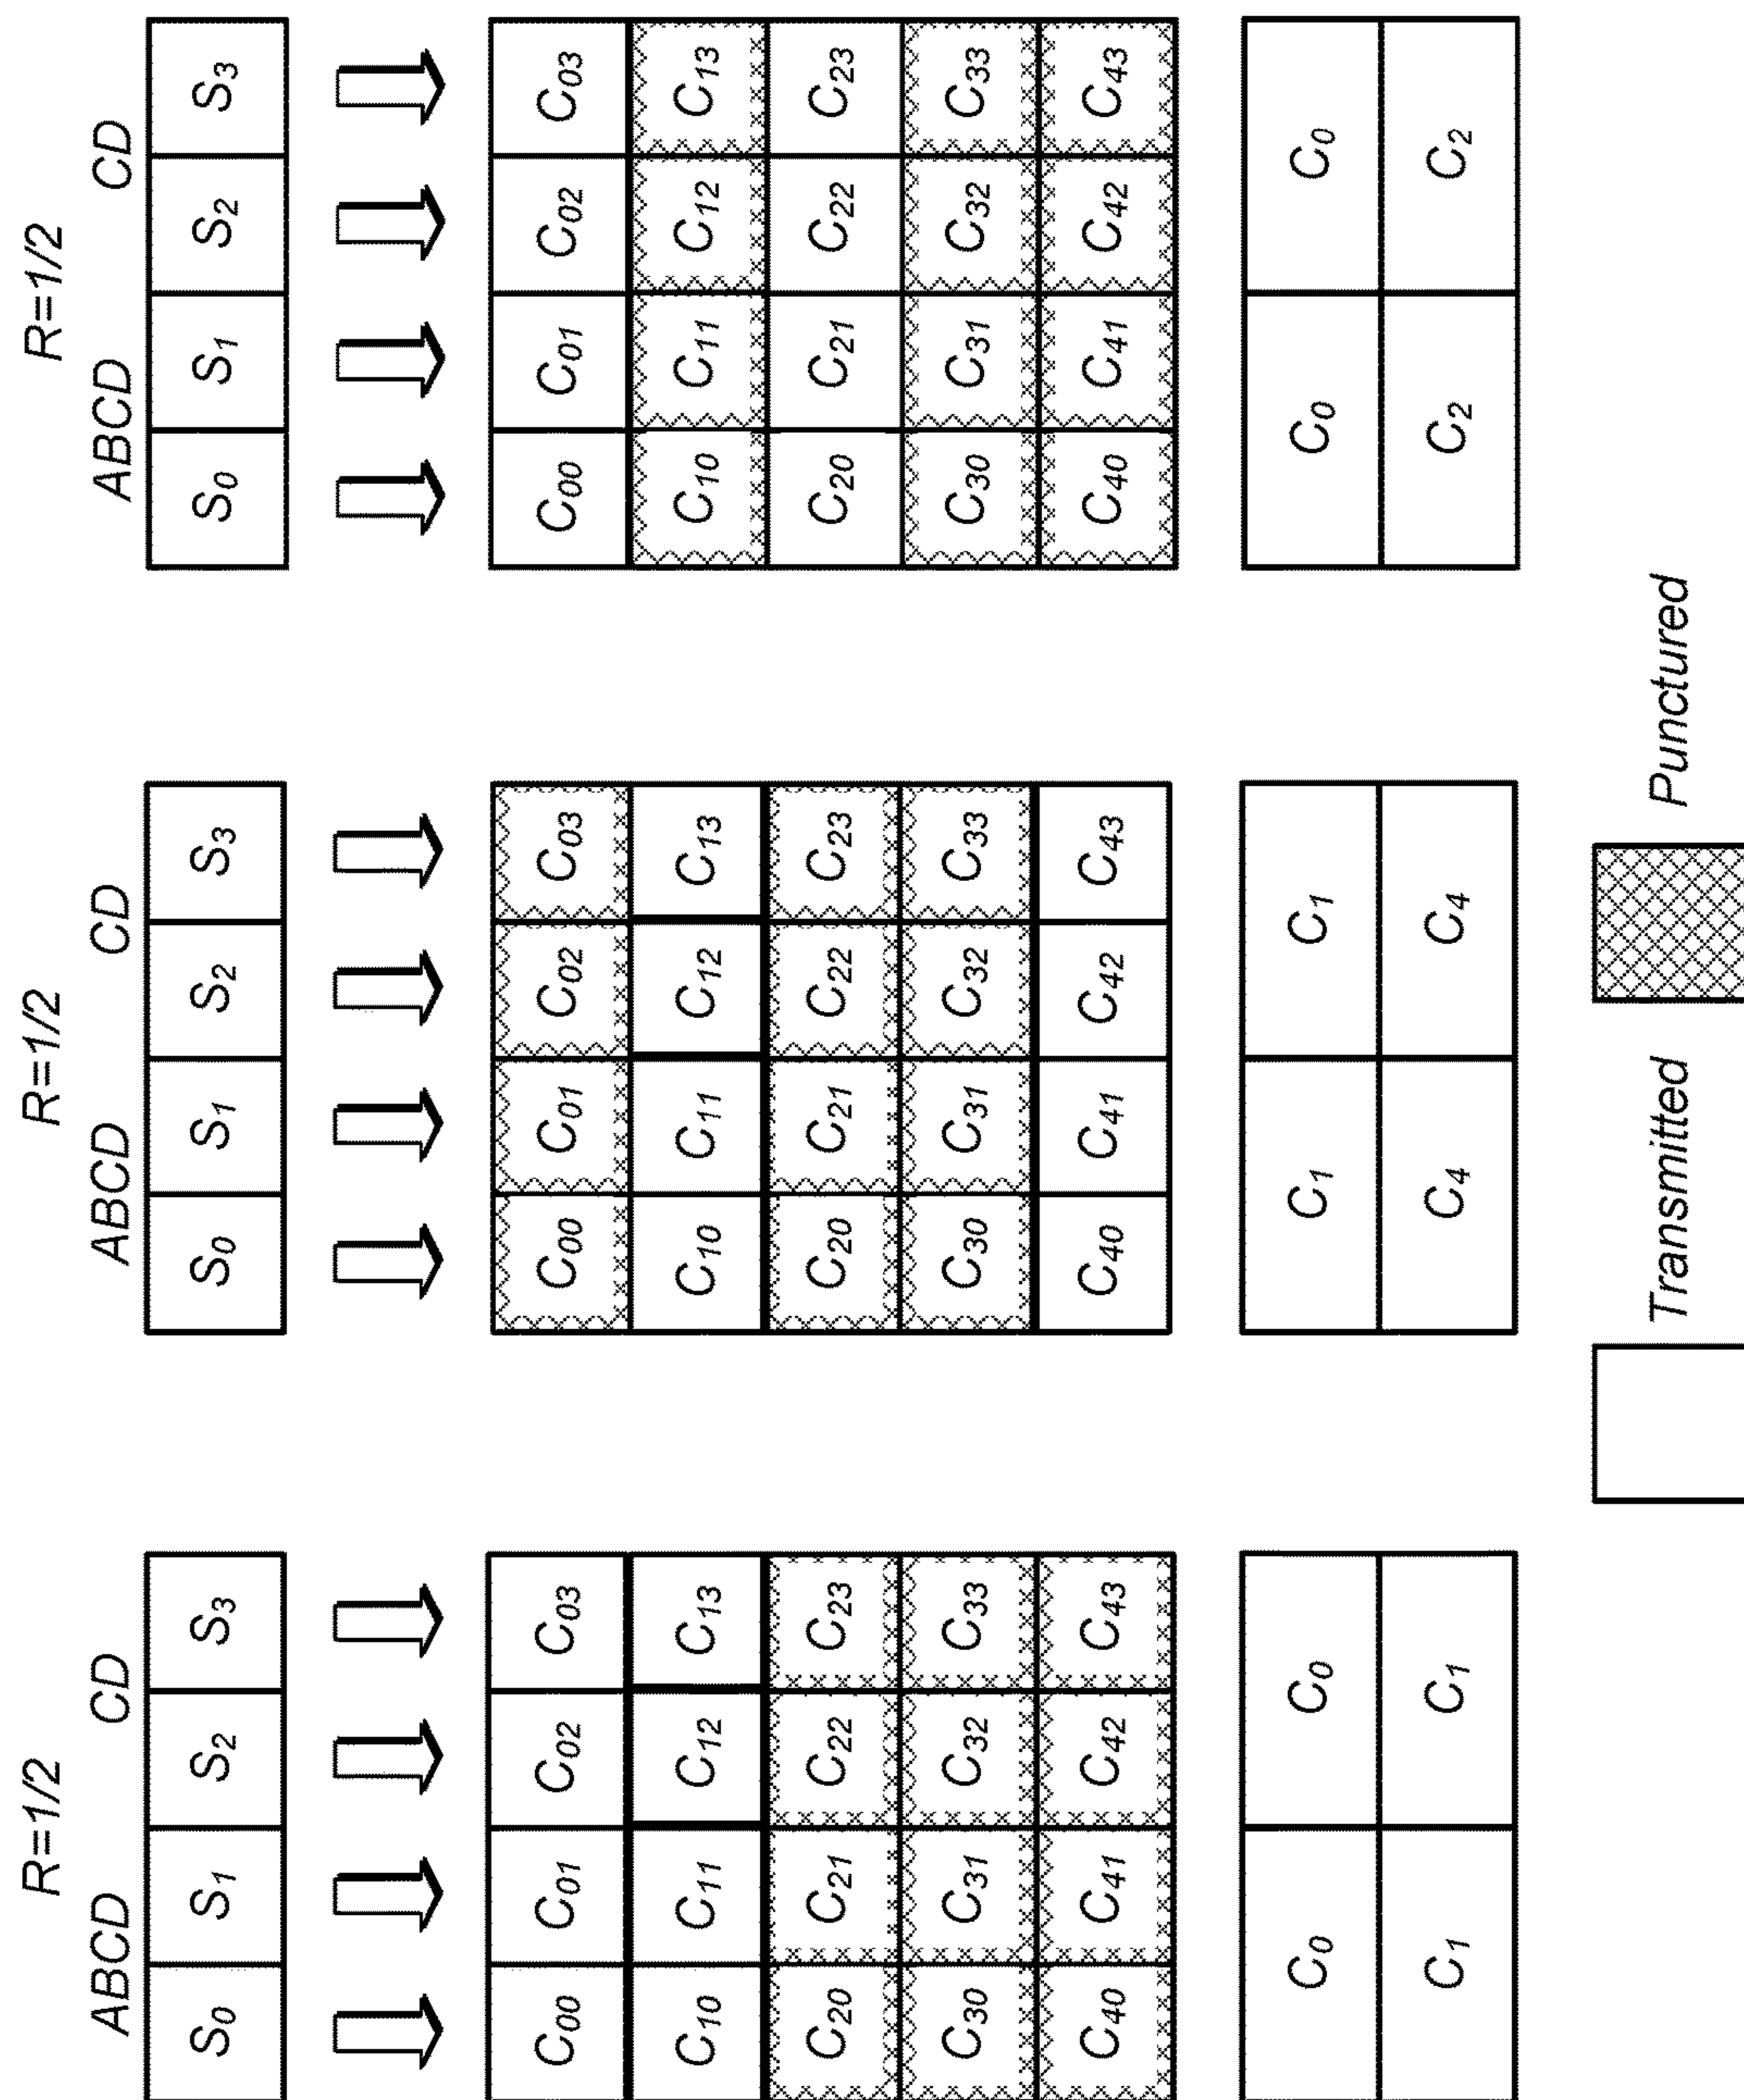 R=1/2
ABCD CD
S0 S1 S2 S3
C00 C01 C02 C03
C10 C11 C12 C13
C20 C21 C22 C23
C30 C31 C32 C33
C40 C41 C42 C43
C0 C0
C1 C1
R=1/2
ABCD CD
S0 S1 S2 S3
C00 C01 C02 C03
C10 C11 C12 C13
C20 C21 C22 C23
C30 C31 C32 C33
C40 C41 C42 C43
C1 C1
C4 C4
R=1/2
ABCD CD
S0 S1 S2 S3
C00 C01 C02 C03
C10 C11 C12 C13
C20 C21 C22 C23
C30 C31 C32 C33
C40 C41 C42 C43
C0 C0
C2 C2
Transmitted
Punctured